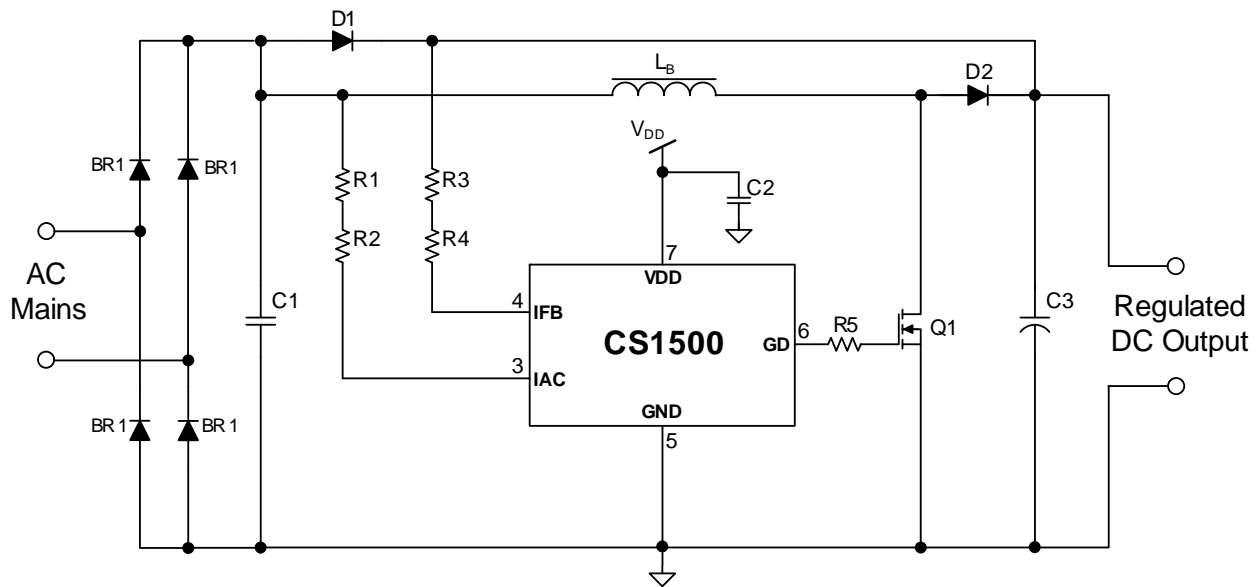 D1
L_B
D2
V_DD
BR1
BR1
R1
R3
C2
R2
R4
7
AC
Mains
VDD
C1
4
IFB
R5
C3
Regulated
DC Output
CS1500
6
GD
Q1
3
IAC
GND
BR1
BR1
5